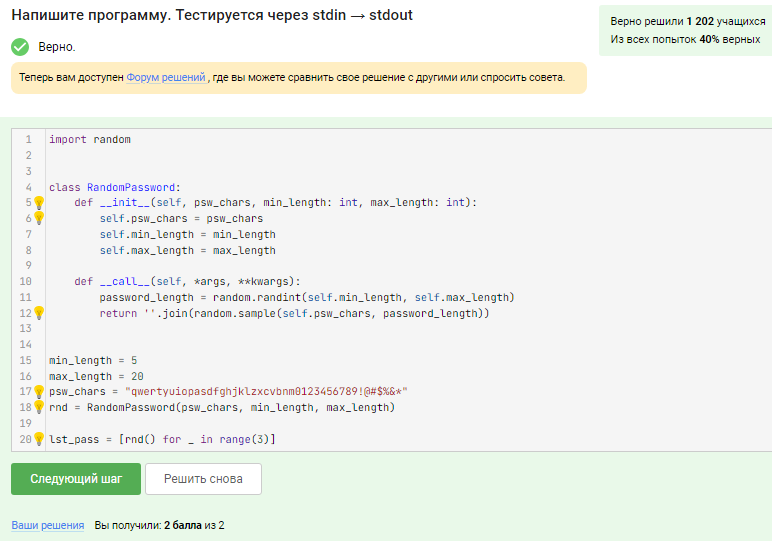 Напишите программу. Тестируется через stdin → stdout
Верно решили 1 202 учащихся
Из всех попыток 40% верных
Верно.
Теперь вам доступен Форум решений , где вы можете сравнить свое решение с другими или спросить совета.
1 import random
2
3
4 class RandomPassword:
5     def __init__(self, psw_chars, min_length: int, max_length: int):
6         self.psw_chars = psw_chars
7         self.min_length = min_length
8         self.max_length = max_length
9
10     def __call__(self, *args, **kwargs):
11         password_length = random.randint(self.min_length, self.max_length)
12         return ''.join(random.sample(self.psw_chars, password_length))
13
14
15 min_length = 5
16 max_length = 20
17 psw_chars = "qwertyuiopasdfghjklzxcvbnm0123456789!@#$%&*"
18 rnd = RandomPassword(psw_chars, min_length, max_length)
19
20 lst_pass = [rnd() for _ in range(3)]
Следующий шаг
Решить снова
Ваши решения Вы получили: 2 балла из 2